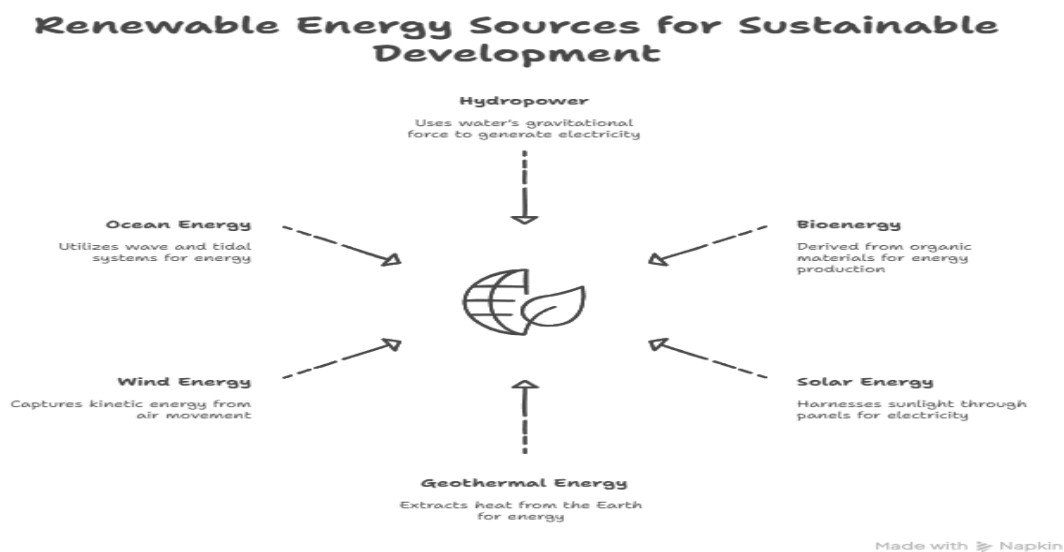 Renewable Energy Sources for Sustainable
Development
Hydropower
Uses water's gravitational
force to generate electricity
Ocean Energy
Utilizes wave and tidal
systems for energy
Bioenergy
Derived from organic
materials for energy
production
Wind Energy
Captures kinetic energy from
air movement
Solar Energy
Harnesses sunlight through
panels for electricity
Geothermal Energy
Extracts heat from the Earth
for energy
Made with Napkin